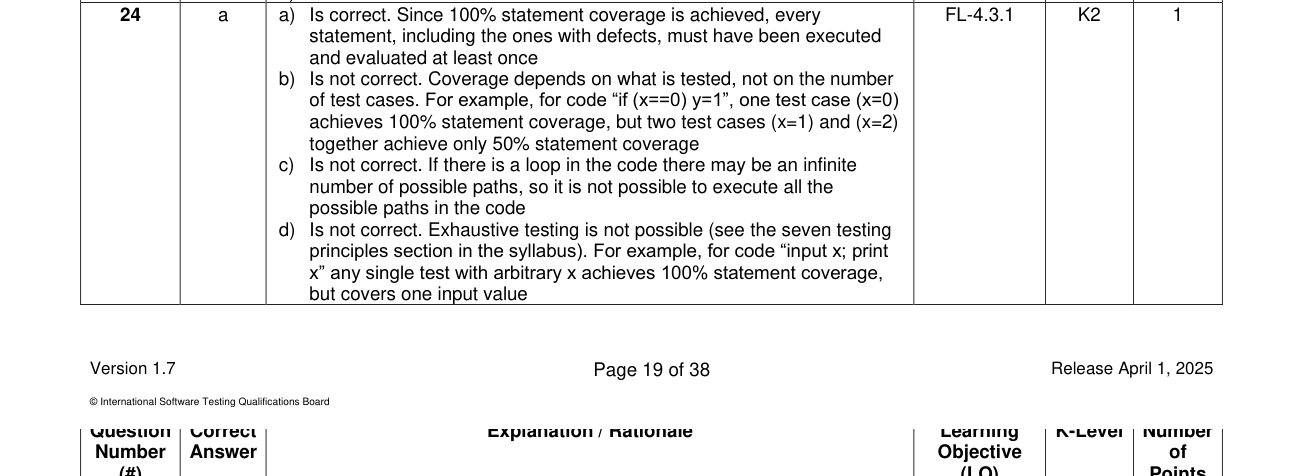 24 a a) Is correct. Since 100% statement coverage is achieved, every FL-4.3.1 K2 1
statement, including the ones with defects, must have been executed
and evaluated at least once
b) Is not correct. Coverage depends on what is tested, not on the number
of test cases. For example, for code “if (x==0) y=1”, one test case (x=0)
achieves 100% statement coverage, but two test cases (x=1) and (x=2)
together achieve only 50% statement coverage
c) Is not correct. If there is a loop in the code there may be an infinite
number of possible paths, so it is not possible to execute all the
possible paths in the code
d) Is not correct. Exhaustive testing is not possible (see the seven testing
principles section in the syllabus). For example, for code “input x; print
x” any single test with arbitrary x achieves 100% statement coverage,
but covers one input value
Version 1.7 Page 19 of 38 Release April 1, 2025
© International Software Testing Qualifications Board
Question Correct Explanation / Rationale Learning K-Level Number
Number Answer Objective of
(#) (LO) Points